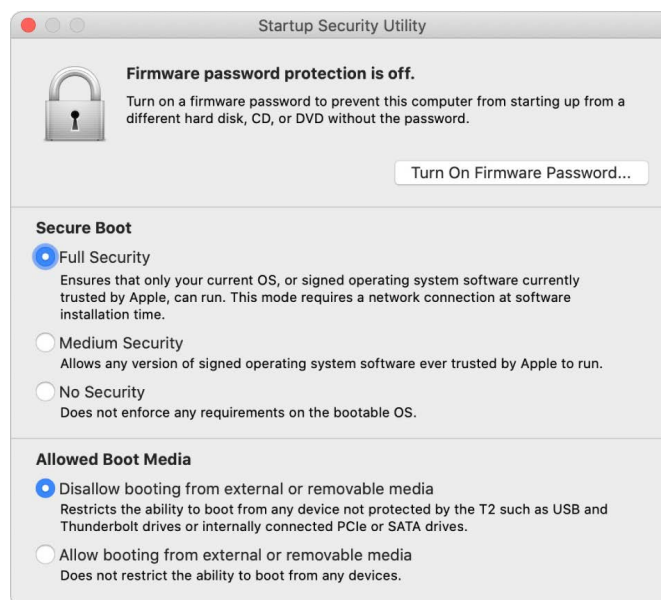 Startup Security Utility
Firmware password protection is off.
Turn on a firmware password to prevent this computer from starting up from a
different hard disk, CD, or DVD without the password.
Turn On Firmware Password...
Secure Boot
Full Security
Ensures that only your current OS, or signed operating system software currently
trusted by Apple, can run. This mode requires a network connection at software
installation time.
Medium Security
Allows any version of signed operating system software ever trusted by Apple to run.
No Security
Does not enforce any requirements on the bootable OS.
Allowed Boot Media
Disallow booting from external or removable media
Restricts the ability to boot from any device not protected by the T2 such as USB and
Thunderbolt drives or internally connected PCIe or SATA drives.
Allow booting from external or removable media
Does not restrict the ability to boot from any devices.